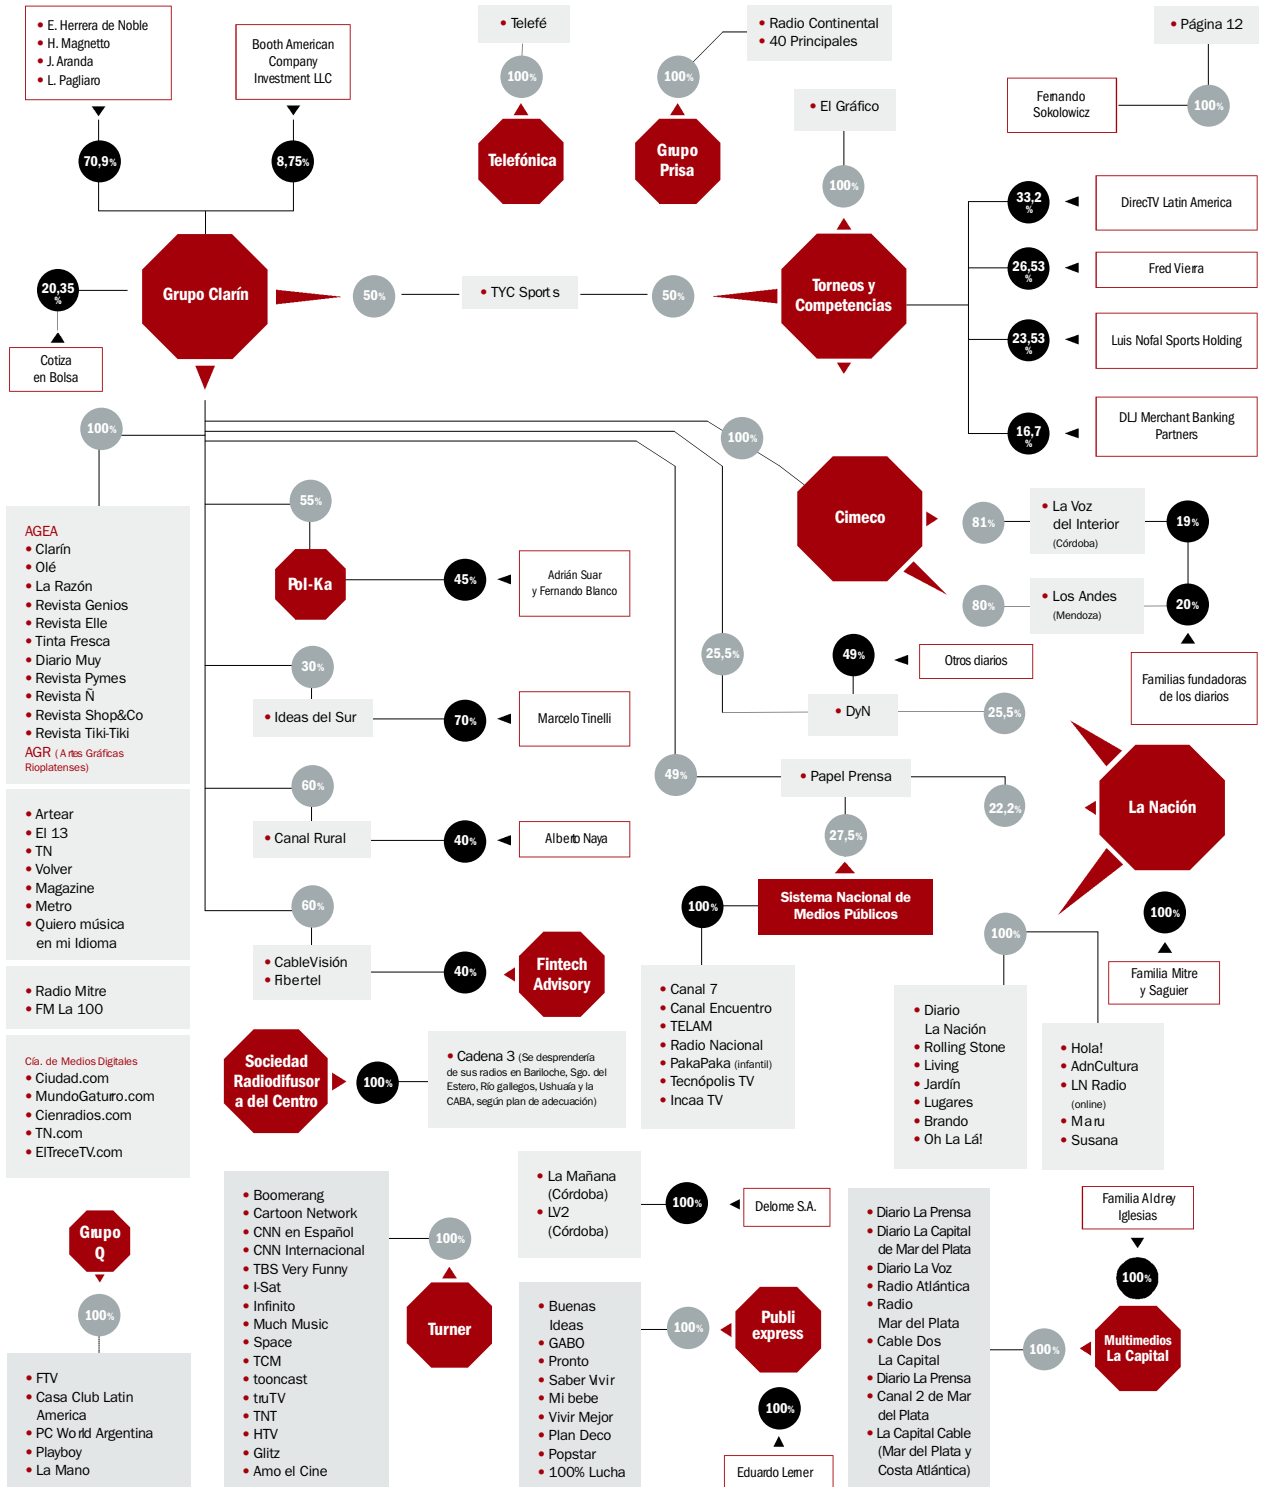 • E. Herrera de Noble
• H. Magnetto
• J. Aranda
• L. Pagliaro
Booth American
Company
Investment LLC
• Telefé
• Radio Continental
• 40 Principales
• Página 12
100%
100%
• El Gráfico
Fernando
Sokolowicz
100%
Telefónica
Grupo
Prisa
70,9%
8,75%
100%
33,2
%
DirecTV Latin America
26,53
%
Fred Vierra
Grupo Clarín
20,35
%
50%
• TYC Sports
50%
Torneos y
Competencias
23,53
%
Luis Nofal Sports Holding
Cotiza
en Bolsa
16,7
%
DLJ Merchant Banking
Partners
100%
100%
AGEA
• Clarín
• Olé
• La Razón
• Revista Genios
• Revista Elle
• Tinta Fresca
• Diario Muy
• Revista Pymes
• Revista Ñ
• Revista Shop&Co
• Revista Tiki-Tiki
AGR (Artes Gráficas
Rioplatenses)
55%
Pol-Ka
45%
Adrián Suar
y Fernando Blanco
Cimeco
81%
• La Voz
del Interior
(Córdoba)
19%
80%
• Los Andes
(Mendoza)
20%
Familias fundadoras
de los diarios
30%
• Ideas del Sur
70%
Marcelo Tinelli
25,5%
49%
Otros diarios
• DyN
25,5%
60%
• Canal Rural
40%
Alberto Naya
49%
• Papel Prensa
22,2%
27,5%
La Nación
• Artear
• El 13
• TN
• Volver
• Magazine
• Metro
• Quiero música
en mi Idioma
60%
• CableVisión
• Fibertel
40%
Fintech
Advisory
100%
Sistema Nacional de
Medios Públicos
100%
100%
Familia Mitre
y Saguier
• Radio Mitre
• FM La 100
• Canal 7
• Canal Encuentro
• TELAM
• Radio Nacional
• PakaPaka (infantil)
• Tecnópolis TV
• Incaa TV
• Diario
La Nación
• Rolling Stone
• Living
• Jardín
• Lugares
• Brando
• Oh La Lá!
• Hola!
• AdnCultura
• LN Radio
(online)
• Maru
• Susana
Cía. de Medios Digitales
• Ciudad.com
• MundoGaturro.com
• Cienradios.com
• TN.com
• ElTreceTV.com
Sociedad
Radiodifusor
a del Centro
100%
• Cadena 3 (Se desprendería
de sus radios en Bariloche, Sgo. del
Estero, Río gallegos, Ushuaía y la
CABA, según plan de adecuación)
Grupo
Q
100%
• FTV
• Casa Club Latin
America
• PC World Argentina
• Playboy
• La Mano
• Boomerang
• Cartoon Network
• CNN en Español
• CNN Internacional
• TBS Very Funny
• I-Sat
• Infinito
• Much Music
• Space
• TCM
• tooncast
• truTV
• TNT
• HTV
• Glitz
• Amo el Cine
100%
Turner
• La Mañana
(Córdoba)
• LV2
(Córdoba)
100%
Delome S.A.
• Buenas
Ideas
• GABO
• Pronto
• Saber Vivir
• Mi bebe
• Vivir Mejor
• Plan Deco
• Popstar
• 100% Lucha
100%
Publi
express
100%
Eduardo Lerner
• Diario La Prensa
• Diario La Capital
de Mar del Plata
• Diario La Voz
• Radio Atlántica
• Radio
Mar del Plata
• Cable Dos
La Capital
• Diario La Prensa
• Canal 2 de Mar
del Plata
• La Capital Cable
(Mar del Plata y
Costa Atlántica)
100%
Familia Aldrey
Iglesias
100%
Multimedios
La Capital